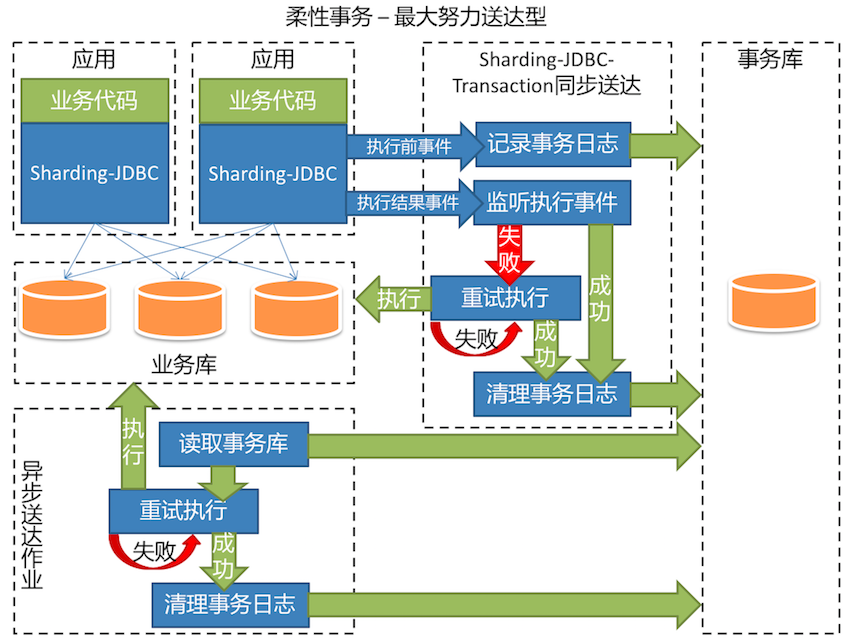 柔性事务 – 最大努力送达型
应用
业务代码
Sharding-JDBC
应用
业务代码
Sharding-JDBC
执行前事件
执行结果事件
Sharding-JDBC-
Transaction同步送达
记录事务日志
监听执行事件
失败
成功
重试执行
执行
失败
成功
清理事务日志
事务库
业务库
异步送达作业
执行
读取事务库
重试执行
失败
成功
清理事务日志